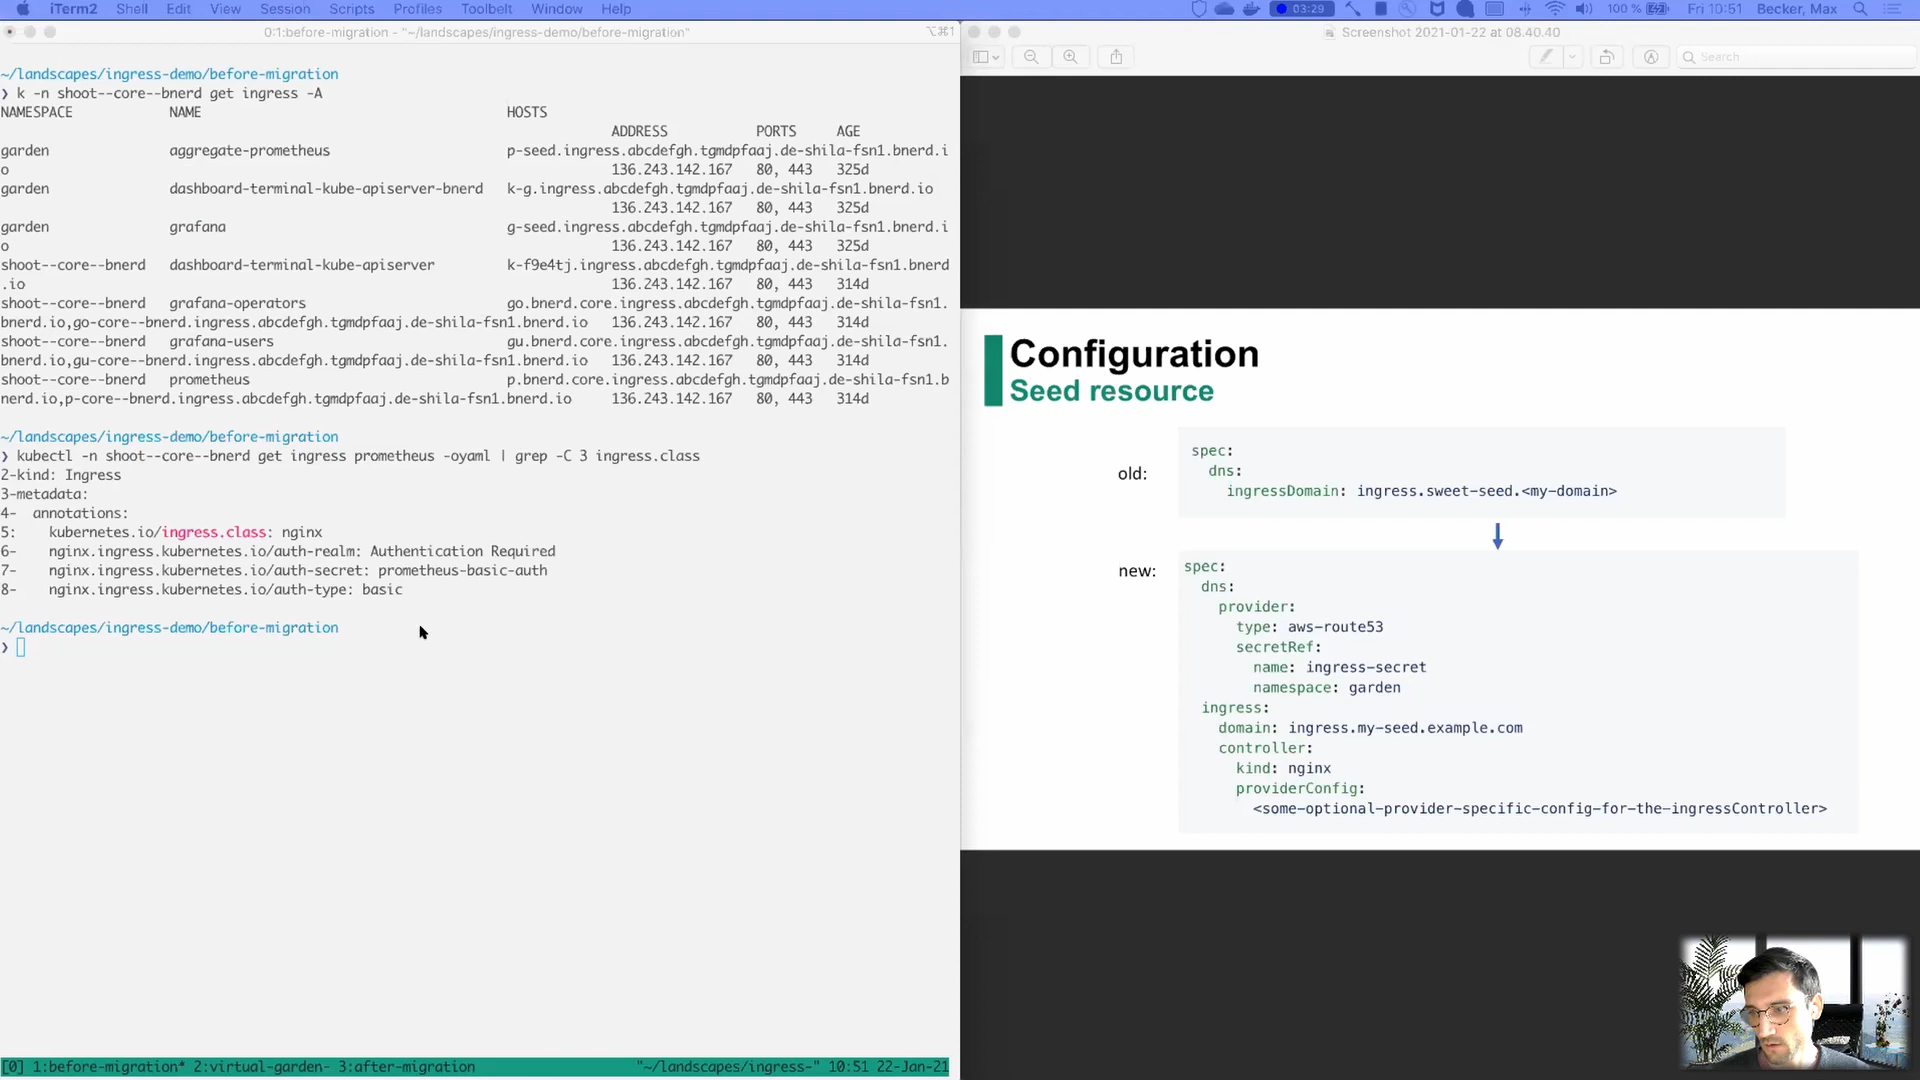 iTerm2 Shell Edit View Session Scripts Profiles Toolbelt Window Help 03:29 100 % Fri 10:51 Becker, Max
0:1:before-migration - "~/landscapes/ingress-demo/before-migration" ⌥⌘1
~/landscapes/ingress-demo/before-migration
❯ k -n shoot--core--bnerd get ingress -A
NAMESPACE NAME HOSTS
ADDRESS PORTS AGE
garden aggregate-prometheus p-seed.ingress.abcdefgh.tgmdpfaaj.de-shila-fsn1.bnerd.i
o 136.243.142.167 80, 443 325d
garden dashboard-terminal-kube-apiserver-bnerd k-g.ingress.abcdefgh.tgmdpfaaj.de-shila-fsn1.bnerd.io
136.243.142.167 80, 443 325d
garden grafana g-seed.ingress.abcdefgh.tgmdpfaaj.de-shila-fsn1.bnerd.i
o 136.243.142.167 80, 443 325d
shoot--core--bnerd dashboard-terminal-kube-apiserver k-f9e4tj.ingress.abcdefgh.tgmdpfaaj.de-shila-fsn1.bnerd
.io 136.243.142.167 80, 443 314d
shoot--core--bnerd grafana-operators go.bnerd.core.ingress.abcdefgh.tgmdpfaaj.de-shila-fsn1.
bnerd.io,go-core--bnerd.ingress.abcdefgh.tgmdpfaaj.de-shila-fsn1.bnerd.io 136.243.142.167 80, 443 314d
shoot--core--bnerd grafana-users gu.bnerd.core.ingress.abcdefgh.tgmdpfaaj.de-shila-fsn1.
bnerd.io,gu-core--bnerd.ingress.abcdefgh.tgmdpfaaj.de-shila-fsn1.bnerd.io 136.243.142.167 80, 443 314d
shoot--core--bnerd prometheus p.bnerd.core.ingress.abcdefgh.tgmdpfaaj.de-shila-fsn1.b
nerd.io,p-core--bnerd.ingress.abcdefgh.tgmdpfaaj.de-shila-fsn1.bnerd.io 136.243.142.167 80, 443 314d
~/landscapes/ingress-demo/before-migration
❯ kubectl -n shoot--core--bnerd get ingress prometheus -oyaml | grep -C 3 ingress.class
2-kind: Ingress
3-metadata:
4- annotations:
5: kubernetes.io/ingress.class: nginx
6- nginx.ingress.kubernetes.io/auth-realm: Authentication Required
7- nginx.ingress.kubernetes.io/auth-secret: prometheus-basic-auth
8- nginx.ingress.kubernetes.io/auth-type: basic
~/landscapes/ingress-demo/before-migration
❯
[0] 1:before-migration* 2:virtual-garden- 3:after-migration "~/landscapes/ingress-" 10:51 22-Jan-21
Screenshot 2021-01-22 at 08.40.40
Search
Configuration
Seed resource
old:
spec:
dns:
ingressDomain: ingress.sweet-seed.<my-domain>
new:
spec:
dns:
provider:
type: aws-route53
secretRef:
name: ingress-secret
namespace: garden
ingress:
domain: ingress.my-seed.example.com
controller:
kind: nginx
providerConfig:
<some-optional-provider-specific-config-for-the-ingressController>